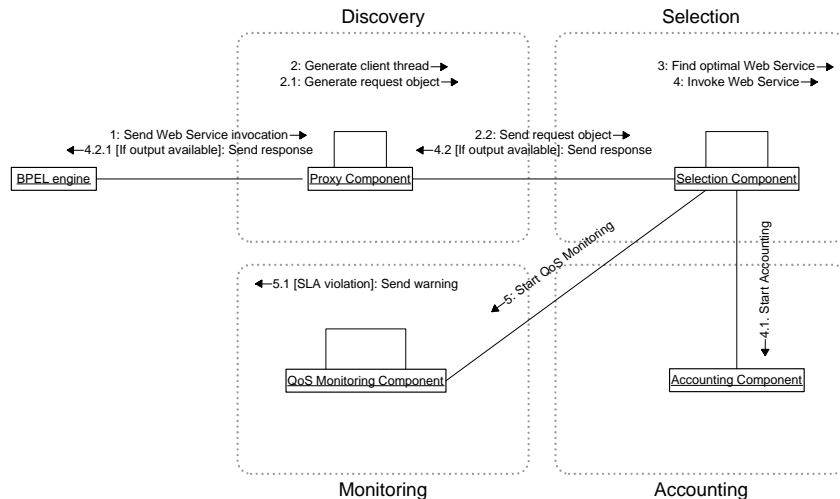 Discovery
Selection
2: Generate client thread
2.1: Generate request object
3: Find optimal Web Service
4: Invoke Web Service
1: Send Web Service invocation
4.2.1 [If output available]: Send response
2.2: Send request object
4.2 [If output available]: Send response
BPEL engine
Proxy Component
Selection Component
5: Start QoS Monitoring
4.1. Start Accounting
5.1 [SLA violation]: Send warning
QoS Monitoring Component
Accounting Component
Monitoring
Accounting